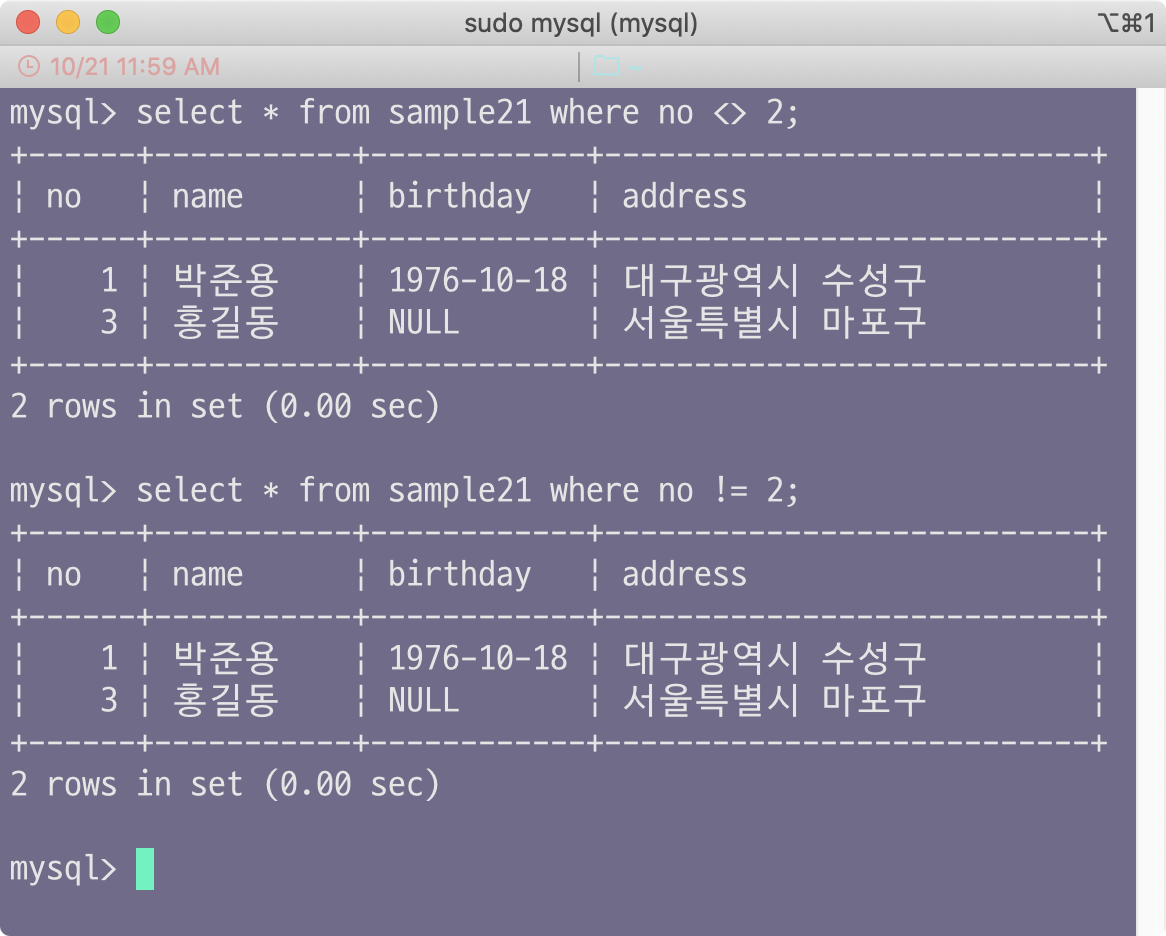 sudo mysql (mysql)
⌥⌘1
10/21 11:59 AM
~
mysql> select * from sample21 where no <> 2;
+------+-----------+------------+---------------------------+
¦ no   ¦ name      ¦ birthday   ¦ address                   ¦
+------+-----------+------------+---------------------------+
¦    1 ¦ 박준용    ¦ 1976-10-18 ¦ 대구광역시 수성구         ¦
¦    3 ¦ 홍길동    ¦ NULL       ¦ 서울특별시 마포구         ¦
+------+-----------+------------+---------------------------+
2 rows in set (0.00 sec)
mysql> select * from sample21 where no != 2;
+------+-----------+------------+---------------------------+
¦ no   ¦ name      ¦ birthday   ¦ address                   ¦
+------+-----------+------------+---------------------------+
¦    1 ¦ 박준용    ¦ 1976-10-18 ¦ 대구광역시 수성구         ¦
¦    3 ¦ 홍길동    ¦ NULL       ¦ 서울특별시 마포구         ¦
+------+-----------+------------+---------------------------+
2 rows in set (0.00 sec)
mysql>